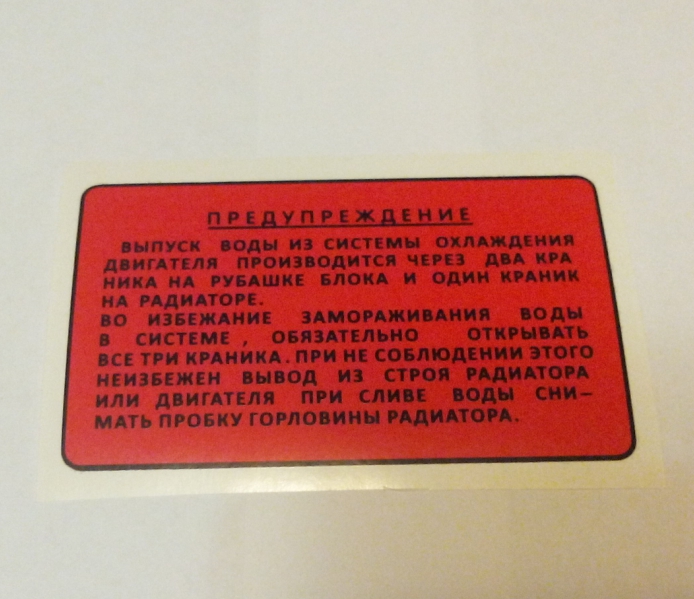 ПРЕДУПРЕЖДЕНИЕ
ВЫПУСК ВОДЫ ИЗ СИСТЕМЫ ОХЛАЖДЕНИЯ
ДВИГАТЕЛЯ ПРОИЗВОДИТСЯ ЧЕРЕЗ ДВА КРА
НИКА НА РУБАШКЕ БЛОКА И ОДИН КРАНИК
НА РАДИАТОРЕ.
ВО ИЗБЕЖАНИЕ ЗАМОРАЖИВАНИЯ ВОДЫ
В СИСТЕМЕ , ОБЯЗАТЕЛЬНО ОТКРЫВАТЬ
ВСЕ ТРИ КРАНИКА. ПРИ НЕ СОБЛЮДЕНИИ ЭТОГО
НЕИЗБЕЖЕН ВЫВОД ИЗ СТРОЯ РАДИАТОРА
ИЛИ ДВИГАТЕЛЯ ПРИ СЛИВЕ ВОДЫ СНИ–
МАТЬ ПРОБКУ ГОРЛОВИНЫ РАДИАТОРА.